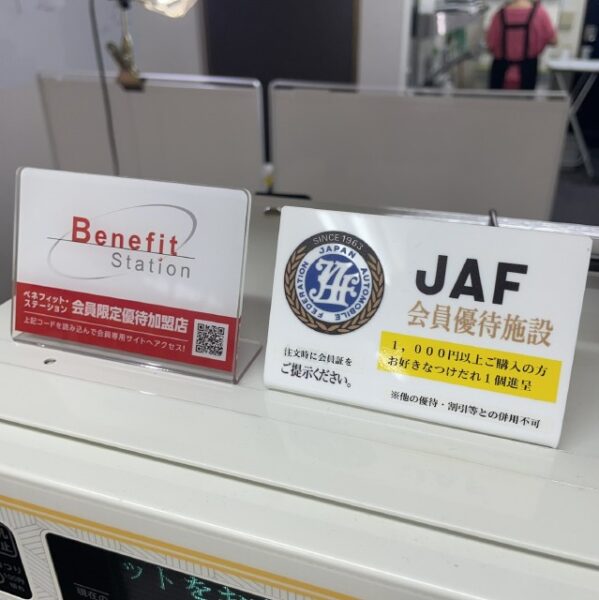 Benefit
Station
ベネフィット・
ステーション 会員限定優待加盟店
上記コードを読み込んで会員専用サイトへアクセス!
SINCE 1963
JAPAN AUTOMOBILE FEDERATION
JAF
JAF
会員優待施設
注文時に会員証を
ご提示ください。
1,000円以上ご購入の方
お好きなつけだれ1個進呈
※他の優待・割引等との併用不可
現在の